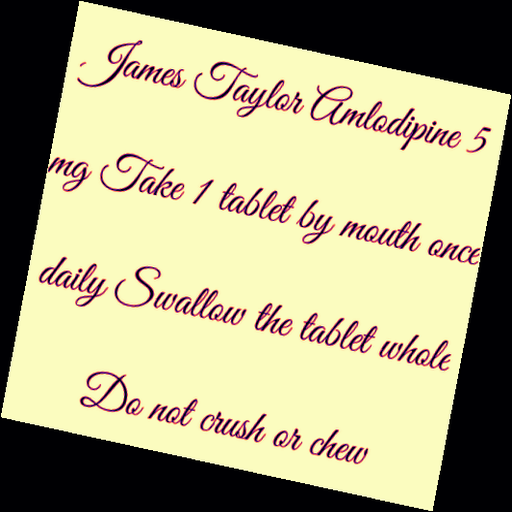 James Taylor Amlodipine 5
mg Take 1 tablet by mouth once
daily Swallow the tablet whole
Do not crush or chew